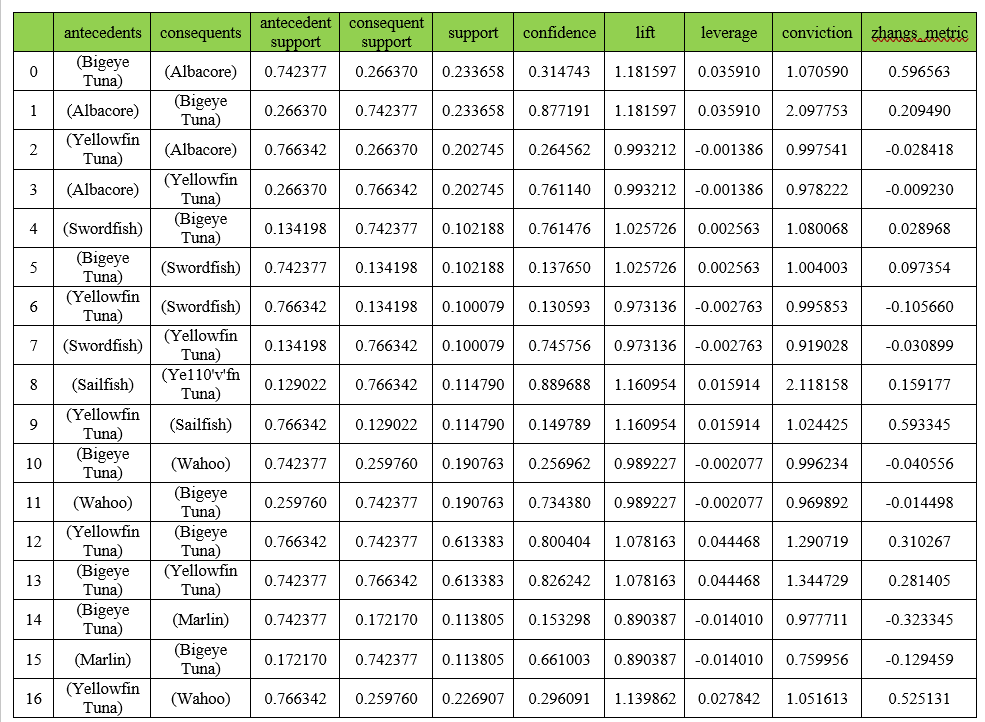 antecedents consequents antecedent support consequent support support confidence lift leverage conviction zhangs_metric
0 (Bigeye Tuna) (Albacore) 0.742377 0.266370 0.233658 0.314743 1.181597 0.035910 1.070590 0.596563
1 (Albacore) (Bigeye Tuna) 0.266370 0.742377 0.233658 0.877191 1.181597 0.035910 2.097753 0.209490
2 (Yellowfin Tuna) (Albacore) 0.766342 0.266370 0.202745 0.264562 0.993212 -0.001386 0.997541 -0.028418
3 (Albacore) (Yellowfin Tuna) 0.266370 0.766342 0.202745 0.761140 0.993212 -0.001386 0.978222 -0.009230
4 (Swordfish) (Bigeye Tuna) 0.134198 0.742377 0.102188 0.761476 1.025726 0.002563 1.080068 0.028968
5 (Bigeye Tuna) (Swordfish) 0.742377 0.134198 0.102188 0.137650 1.025726 0.002563 1.004003 0.097354
6 (Yellowfin Tuna) (Swordfish) 0.766342 0.134198 0.100079 0.130593 0.973136 -0.002763 0.995853 -0.105660
7 (Swordfish) (Yellowfin Tuna) 0.134198 0.766342 0.100079 0.745756 0.973136 -0.002763 0.919028 -0.030899
8 (Sailfish) (Ye110'v'fn Tuna) 0.129022 0.766342 0.114790 0.889688 1.160954 0.015914 2.118158 0.159177
9 (Yellowfin Tuna) (Sailfish) 0.766342 0.129022 0.114790 0.149789 1.160954 0.015914 1.024425 0.593345
10 (Bigeye Tuna) (Wahoo) 0.742377 0.259760 0.190763 0.256962 0.989227 -0.002077 0.996234 -0.040556
11 (Wahoo) (Bigeye Tuna) 0.259760 0.742377 0.190763 0.734380 0.989227 -0.002077 0.969892 -0.014498
12 (Yellowfin Tuna) (Bigeye Tuna) 0.766342 0.742377 0.613383 0.800404 1.078163 0.044468 1.290719 0.310267
13 (Bigeye Tuna) (Yellowfin Tuna) 0.742377 0.766342 0.613383 0.826242 1.078163 0.044468 1.344729 0.281405
14 (Bigeye Tuna) (Marlin) 0.742377 0.172170 0.113805 0.153298 0.890387 -0.014010 0.977711 -0.323345
15 (Marlin) (Bigeye Tuna) 0.172170 0.742377 0.113805 0.661003 0.890387 -0.014010 0.759956 -0.129459
16 (Yellowfin Tuna) (Wahoo) 0.766342 0.259760 0.226907 0.296091 1.139862 0.027842 1.051613 0.525131